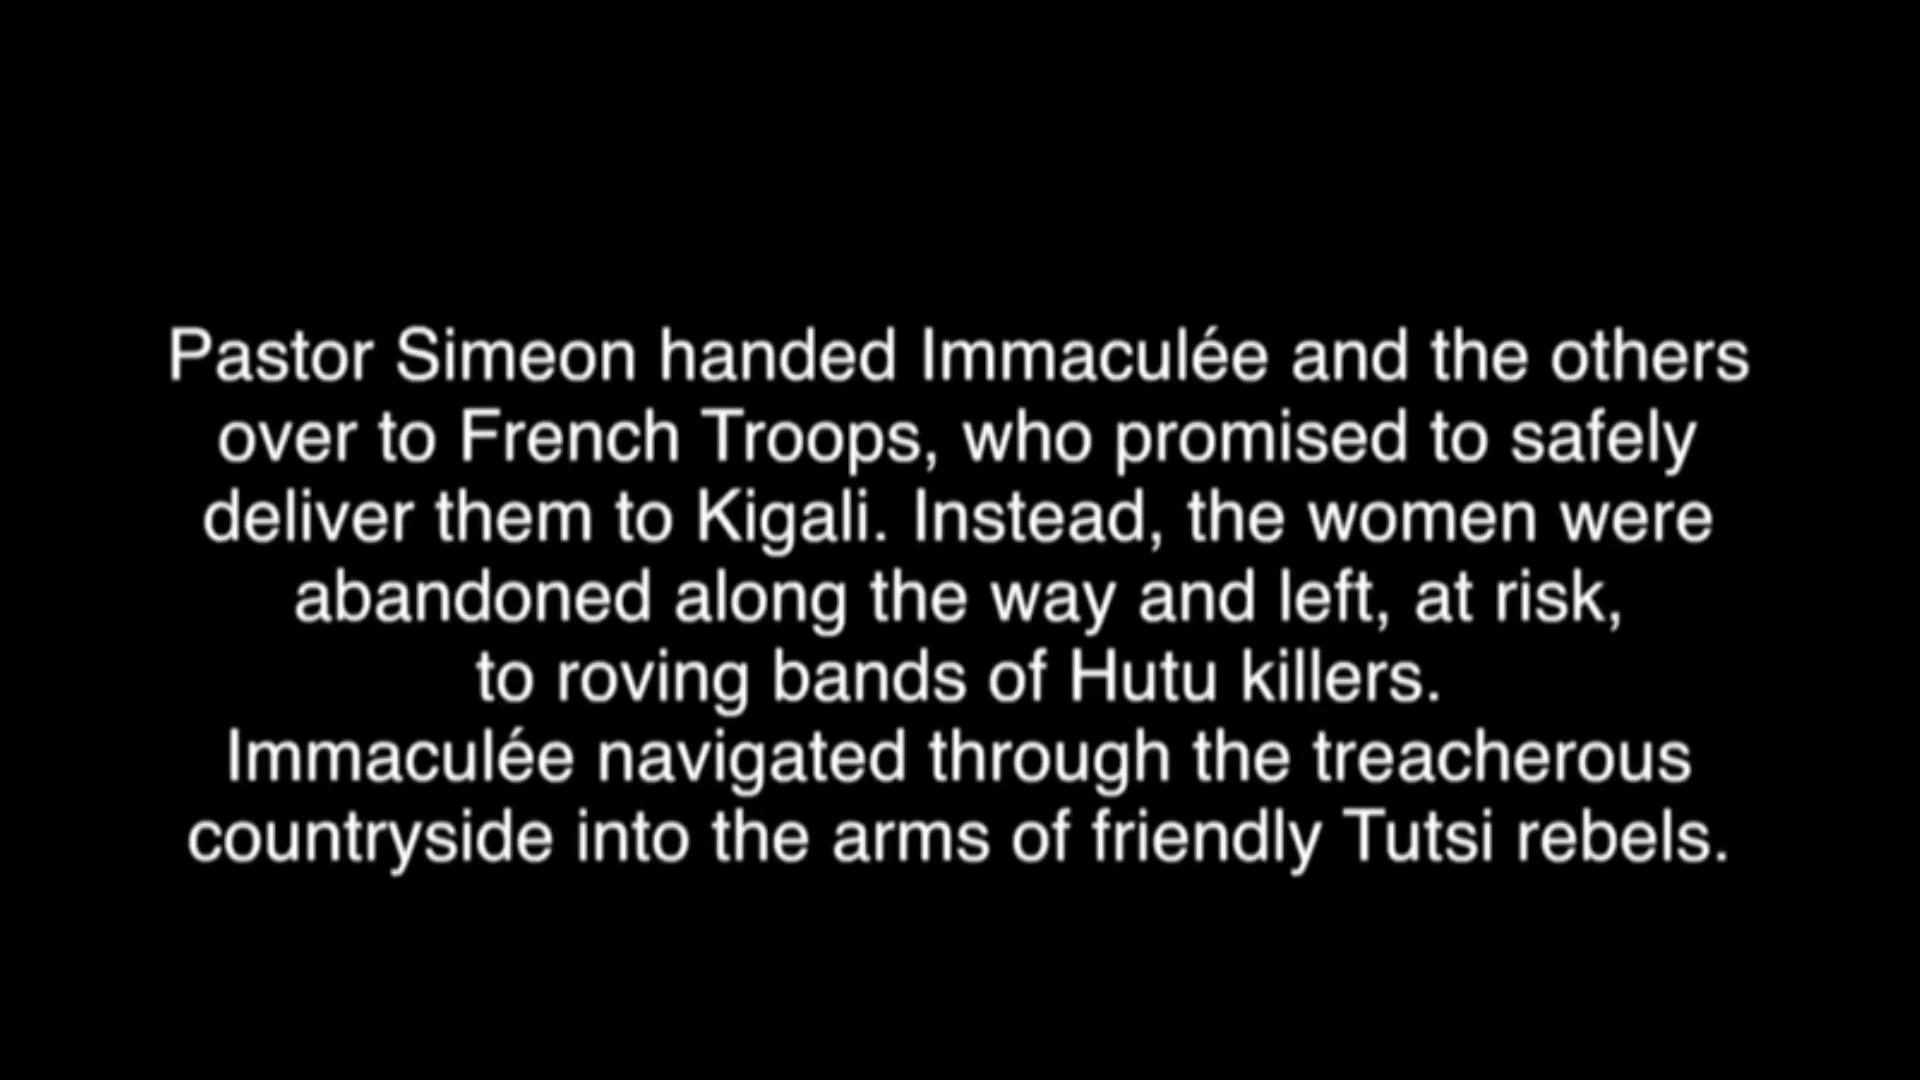 Pastor Simeon handed Immaculée and the others
over to French Troops, who promised to safely
deliver them to Kigali. Instead, the women were
abandoned along the way and left, at risk,
to roving bands of Hutu killers.
Immaculée navigated through the treacherous
countryside into the arms of friendly Tutsi rebels.